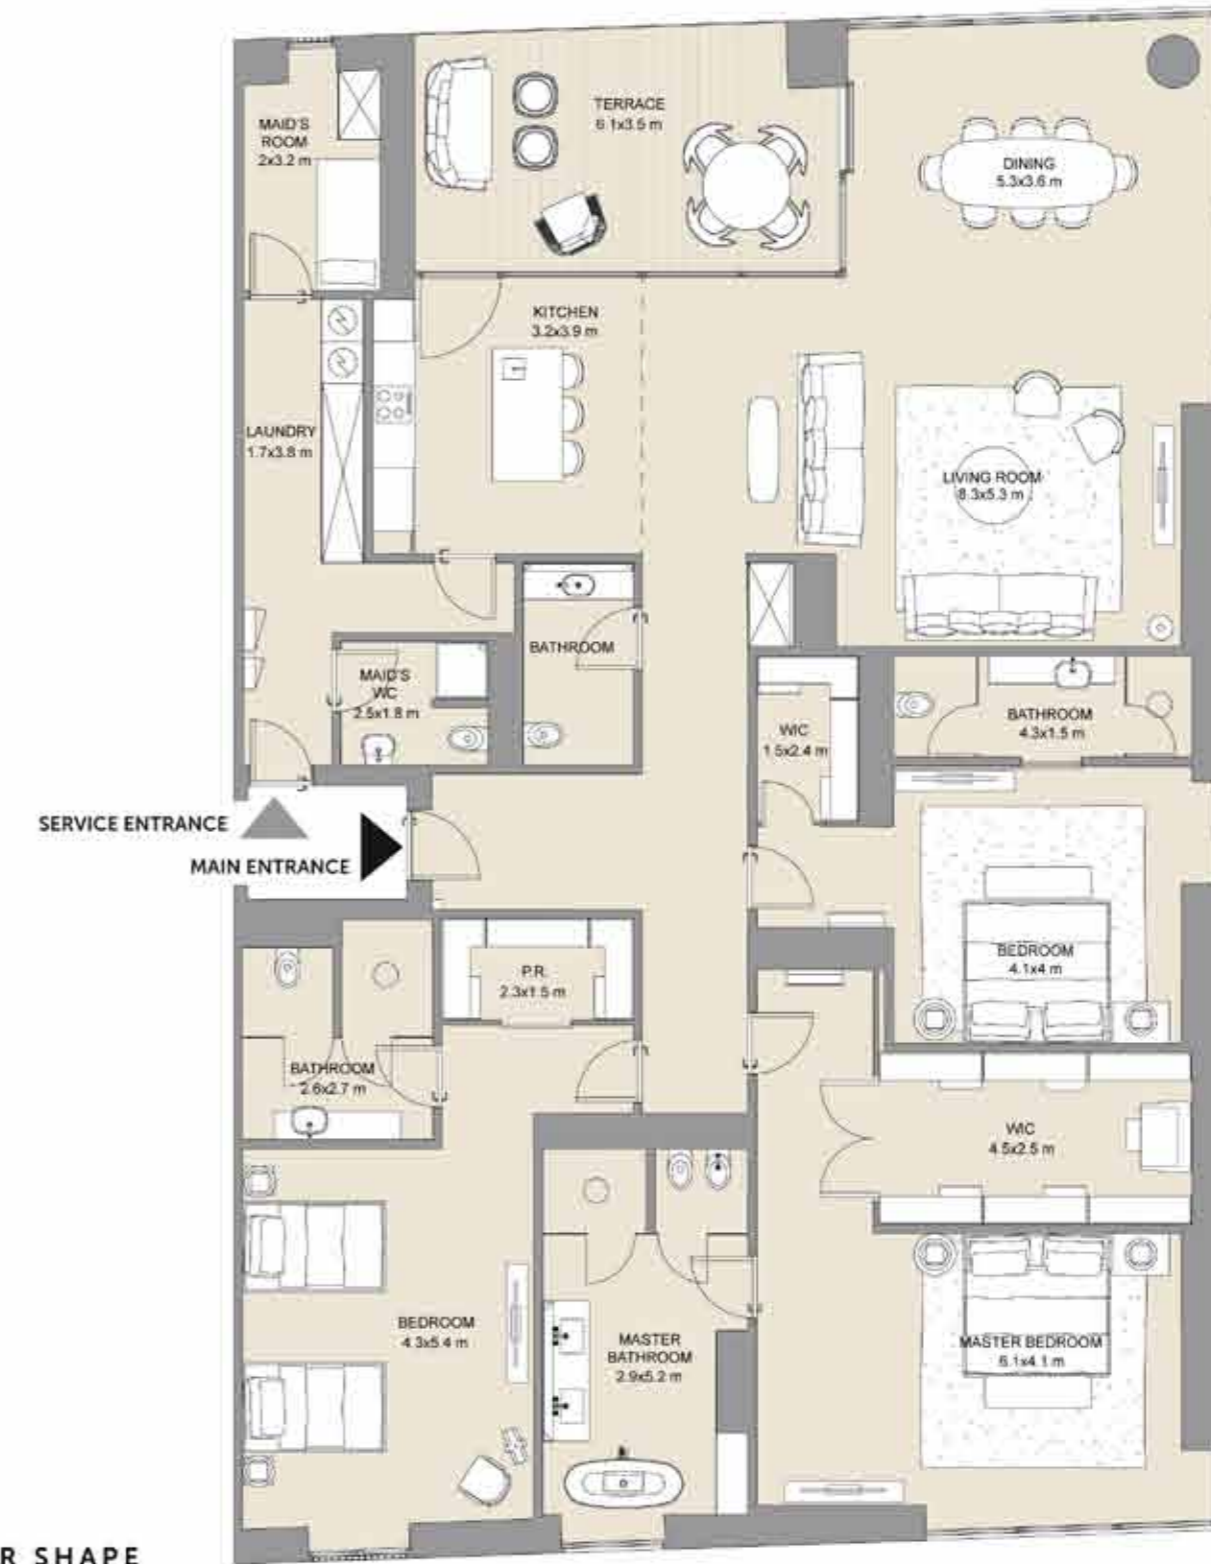 MAID'S
ROOM
2x3.2 m
TERRACE
6.1x3.5 m
DINING
5.3x3.6 m
KITCHEN
3.2x3.9 m
LAUNDRY
1.7x3.8 m
LIVING ROOM
8.3x5.3 m
BATHROOM
MAID'S
WC
2.5x1.8 m
WIC
1.5x2.4 m
BATHROOM
4.3x1.5 m
SERVICE ENTRANCE
MAIN ENTRANCE
BEDROOM
4.1x4 m
P.R.
2.3x1.5 m
BATHROOM
2.6x2.7 m
WIC
4.5x2.5 m
BEDROOM
4.3x5.4 m
MASTER
BATHROOM
2.9x5.2 m
MASTER BEDROOM
6.1x4.1 m
R SHAPE